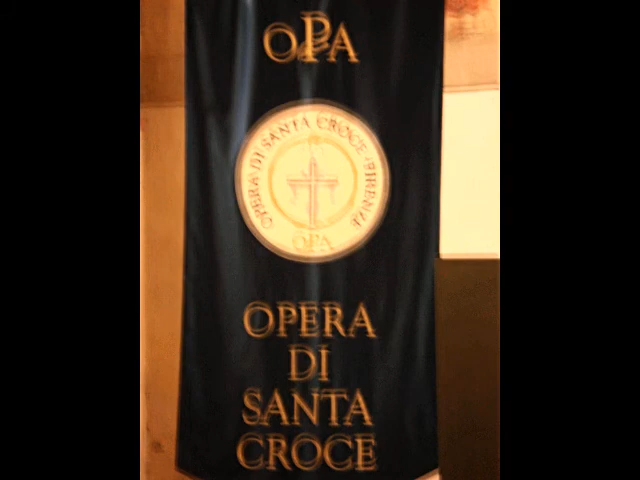 OPA
OPERA DI SANTA CROCE FIRENZE
OPA
OPERA
DI
SANTA
CROCE